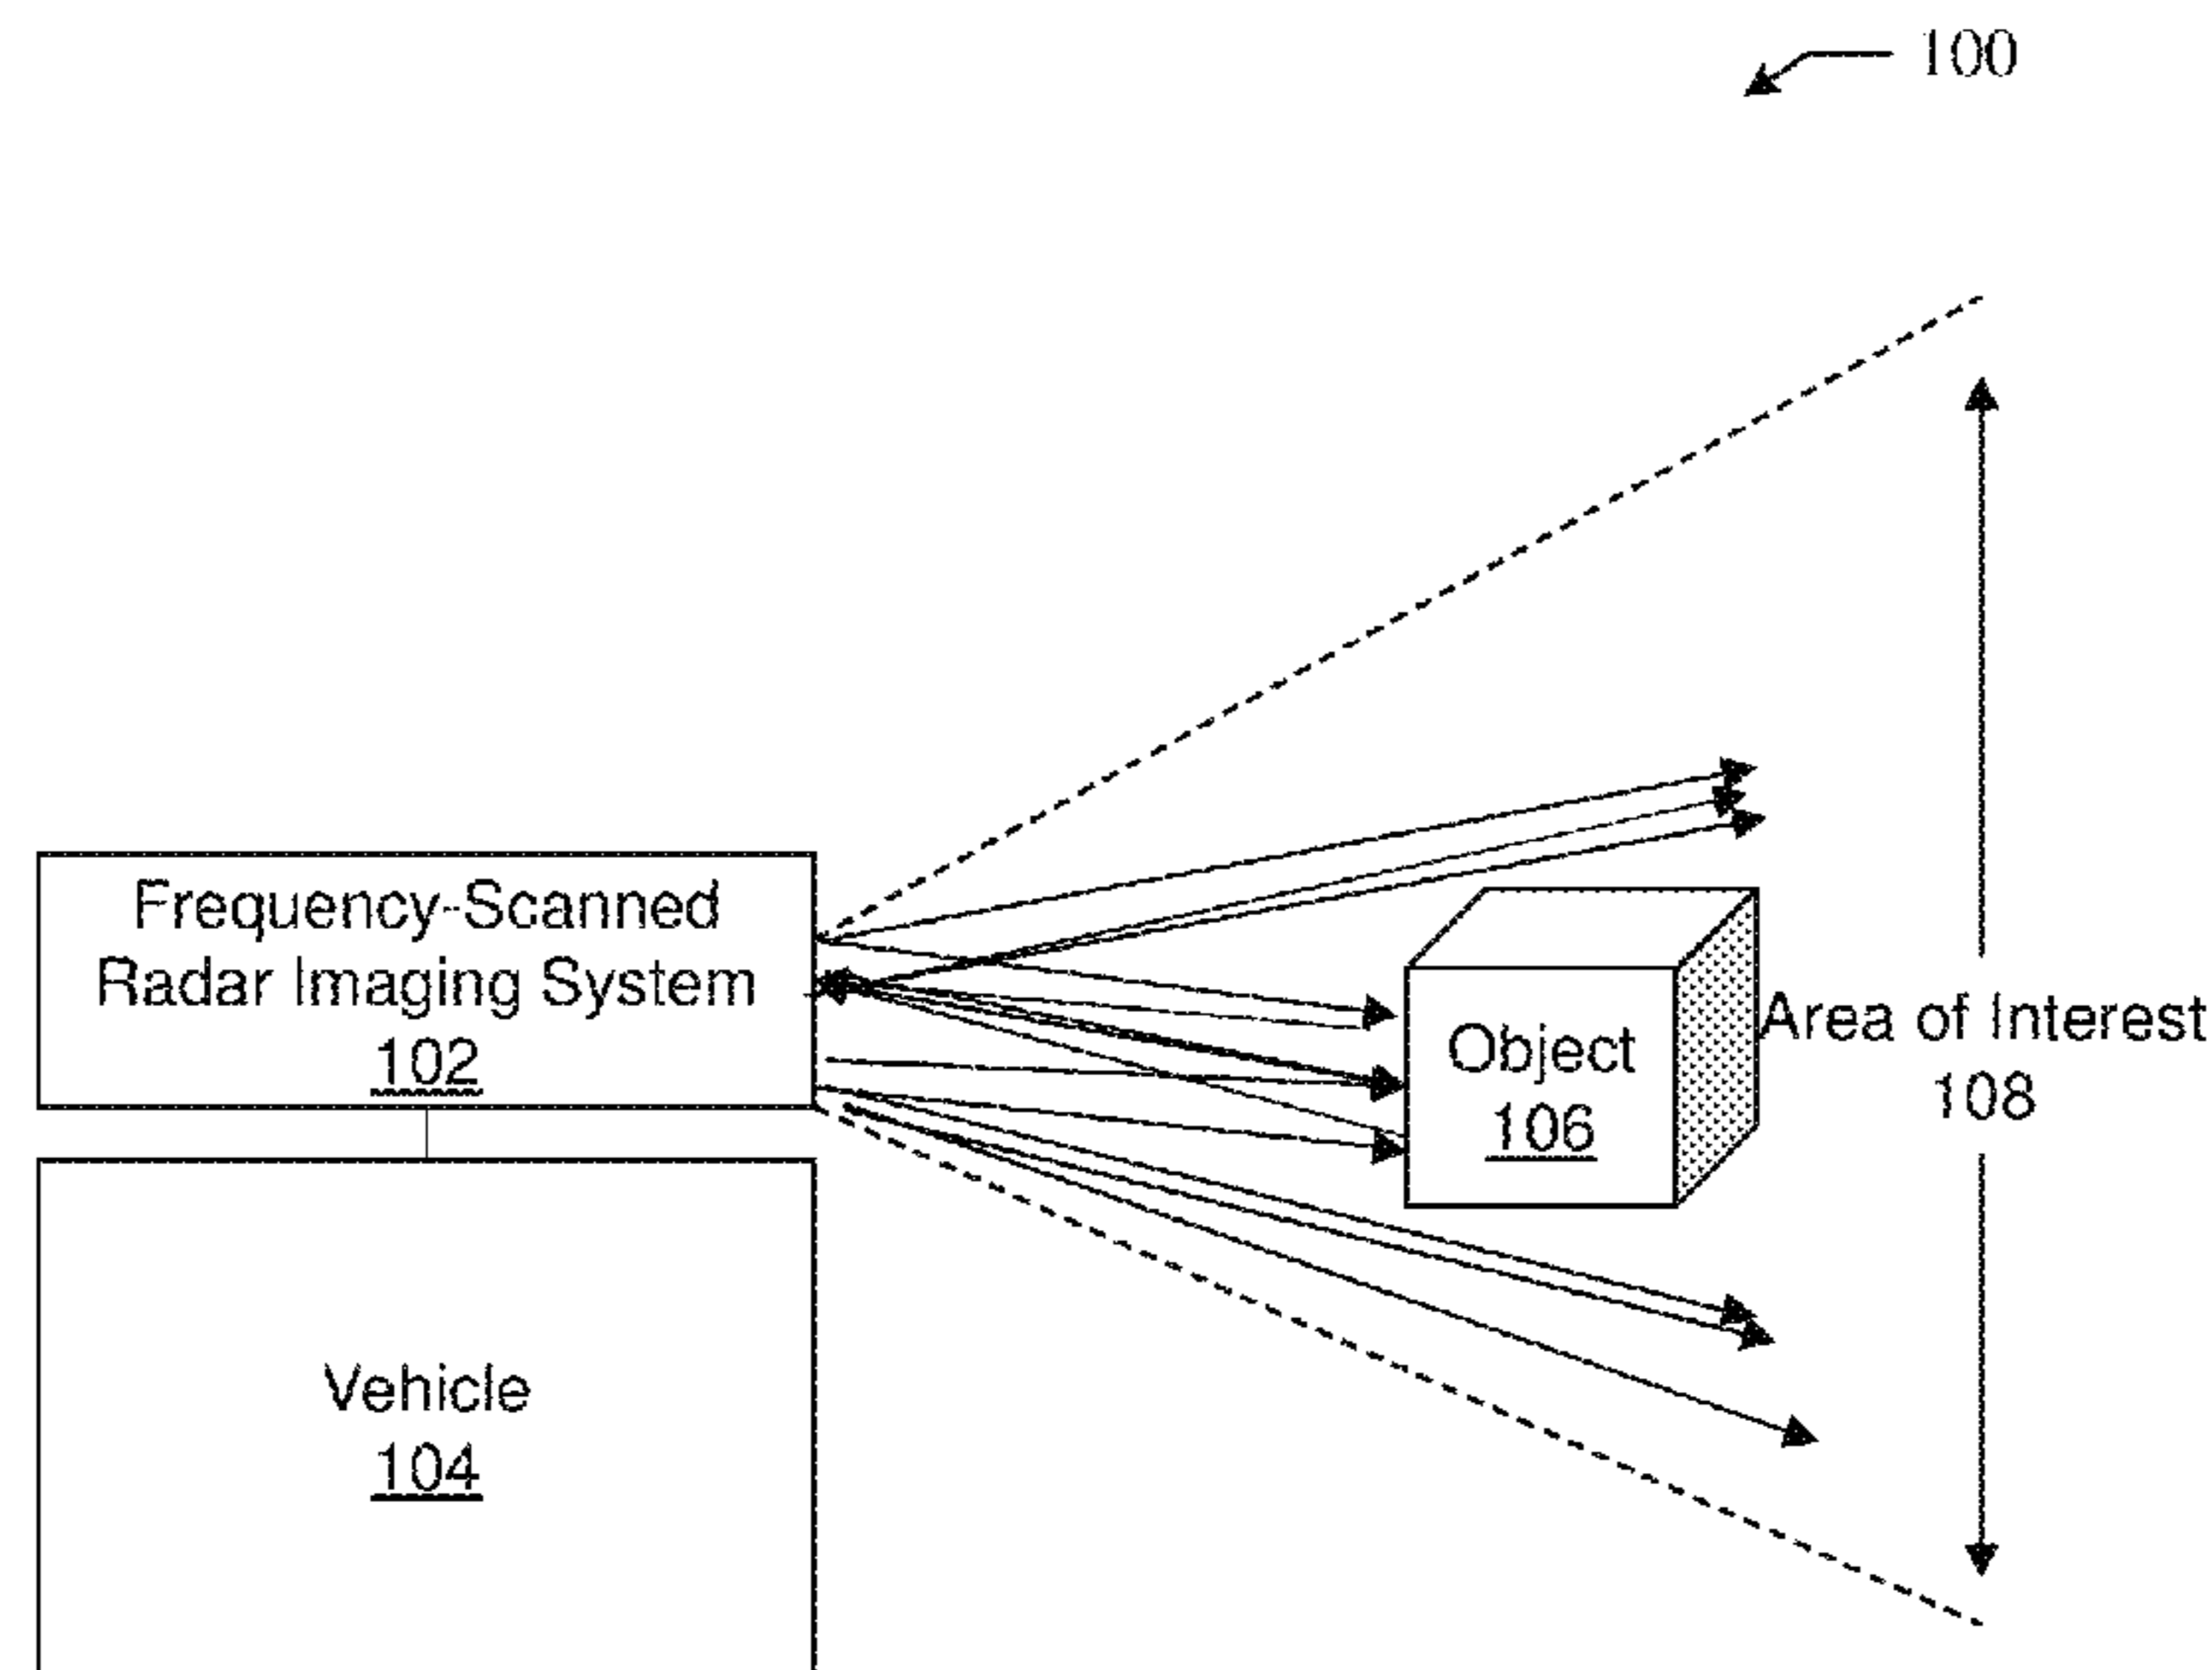 100
Frequency-Scanned
Radar Imaging System
102
Object
106
Area of Interest
108
Vehicle
104